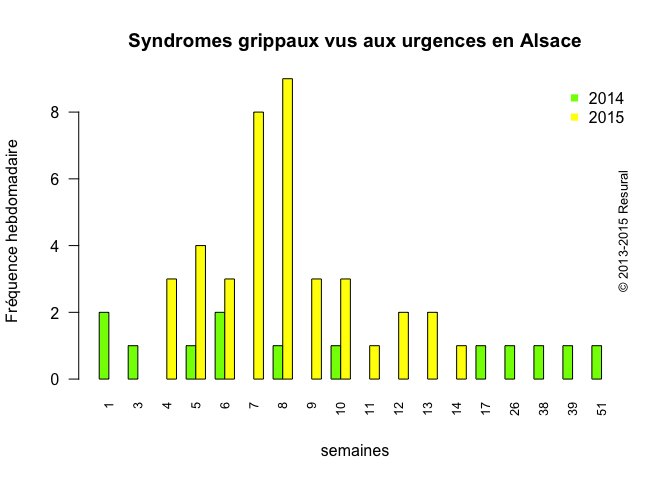 Syndromes grippaux vus aux urgences en Alsace
2014
2015
Fréquence hebdomadaire
8
6
4
2
0
1 3 4 5 6 7 8 9 10 11 12 13 14 17 26 38 39 51
semaines
© 2013-2015 Resural